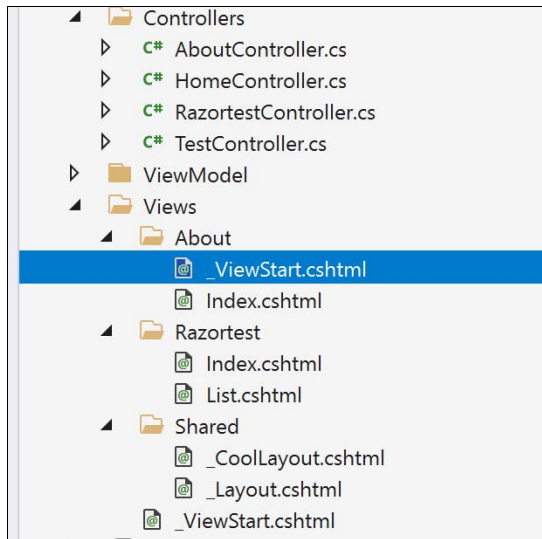 Controllers
C# AboutController.cs
C# HomeController.cs
C# RazortestController.cs
C# TestController.cs
ViewModel
Views
About
@ _ViewStart.cshtml
@ Index.cshtml
Razortest
@ Index.cshtml
@ List.cshtml
Shared
@ _CoolLayout.cshtml
@ _Layout.cshtml
@ _ViewStart.cshtml